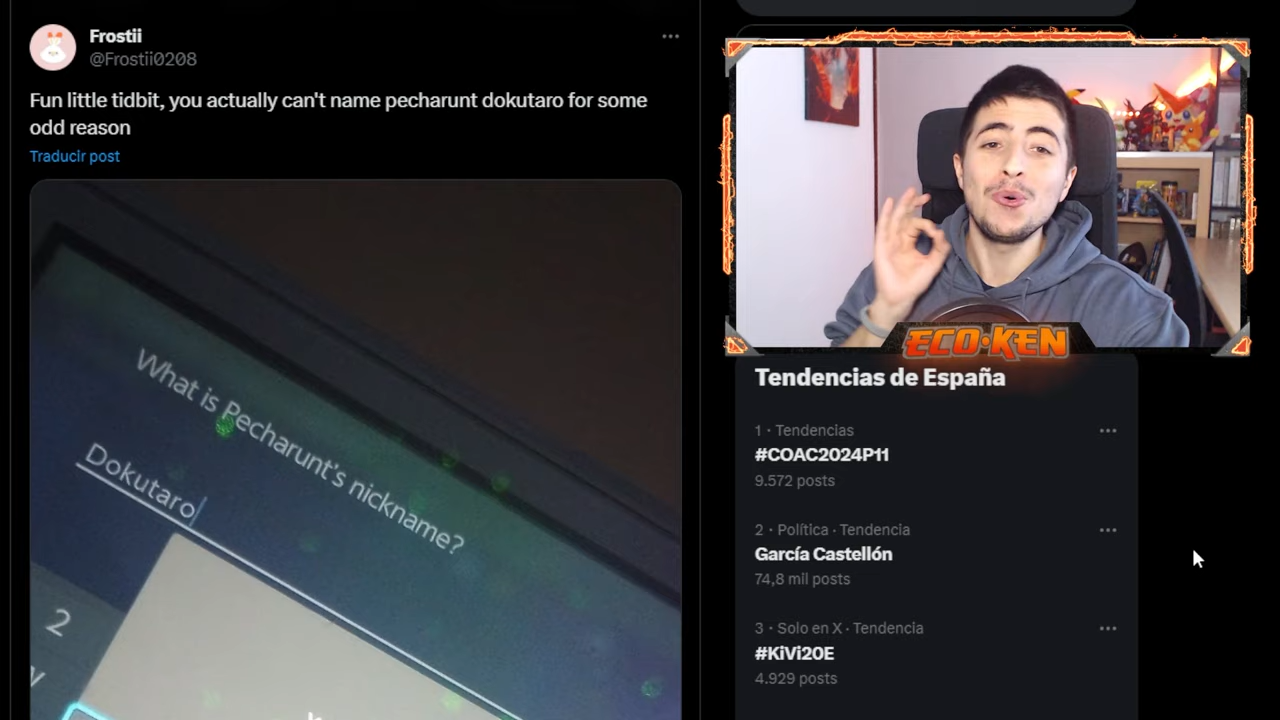 Frostii
@Frostii0208
Fun little tidbit, you actually can't name pecharunt dokutaro for some
odd reason
Traducir post
What is Pecharunt's nickname?
Dokutaro
2
ECO·KEN
Tendencias de España
1 · Tendencias
#COAC2024P11
9.572 posts
2 · Política · Tendencia
García Castellón
74,8 mil posts
3 · Solo en X · Tendencia
#KiVi20E
4.929 posts